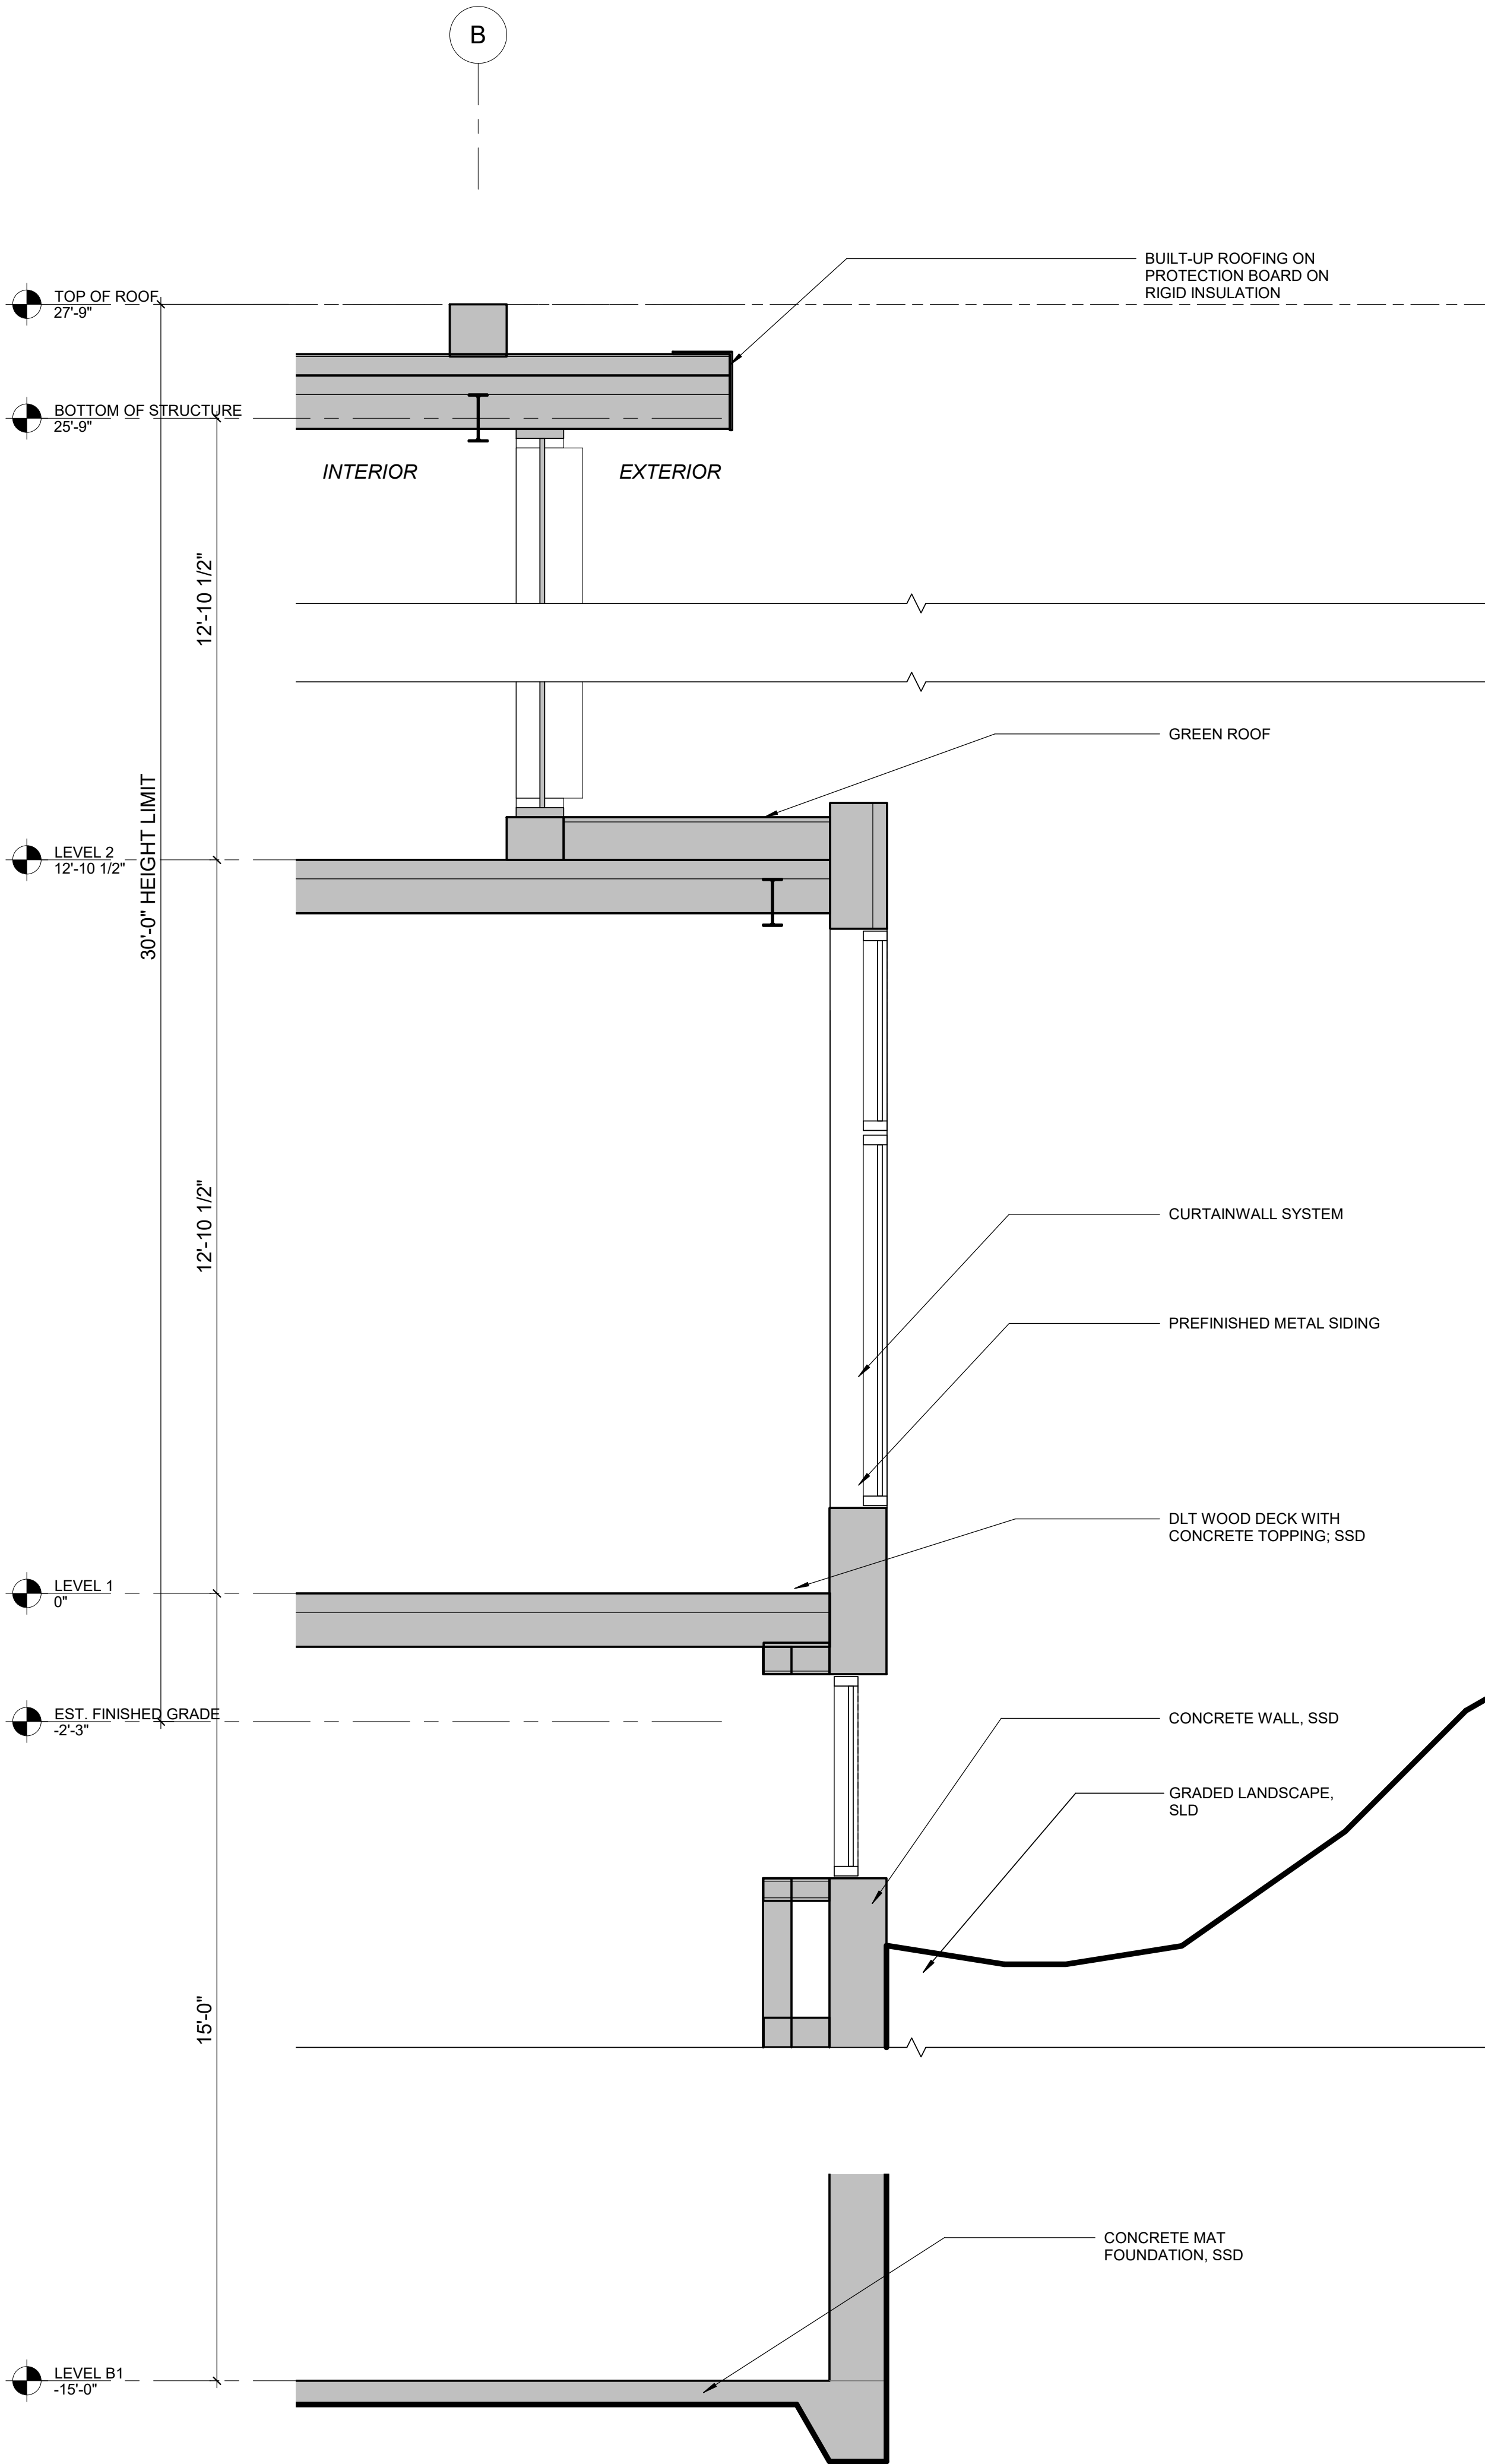 B
BUILT-UP ROOFING ON
PROTECTION BOARD ON
RIGID INSULATION
TOP OF ROOF
27'-9"
BOTTOM OF STRUCTURE
25'-9"
INTERIOR
EXTERIOR
12'-10 1/2"
GREEN ROOF
30'-0" HEIGHT LIMIT
LEVEL 2
12'-10 1/2"
12'-10 1/2"
CURTAINWALL SYSTEM
PREFINISHED METAL SIDING
DLT WOOD DECK WITH
CONCRETE TOPPING; SSD
LEVEL 1
0"
EST. FINISHED GRADE
-2'-3"
CONCRETE WALL, SSD
GRADED LANDSCAPE,
SLD
15'-0"
CONCRETE MAT
FOUNDATION, SSD
LEVEL B1
-15'-0"